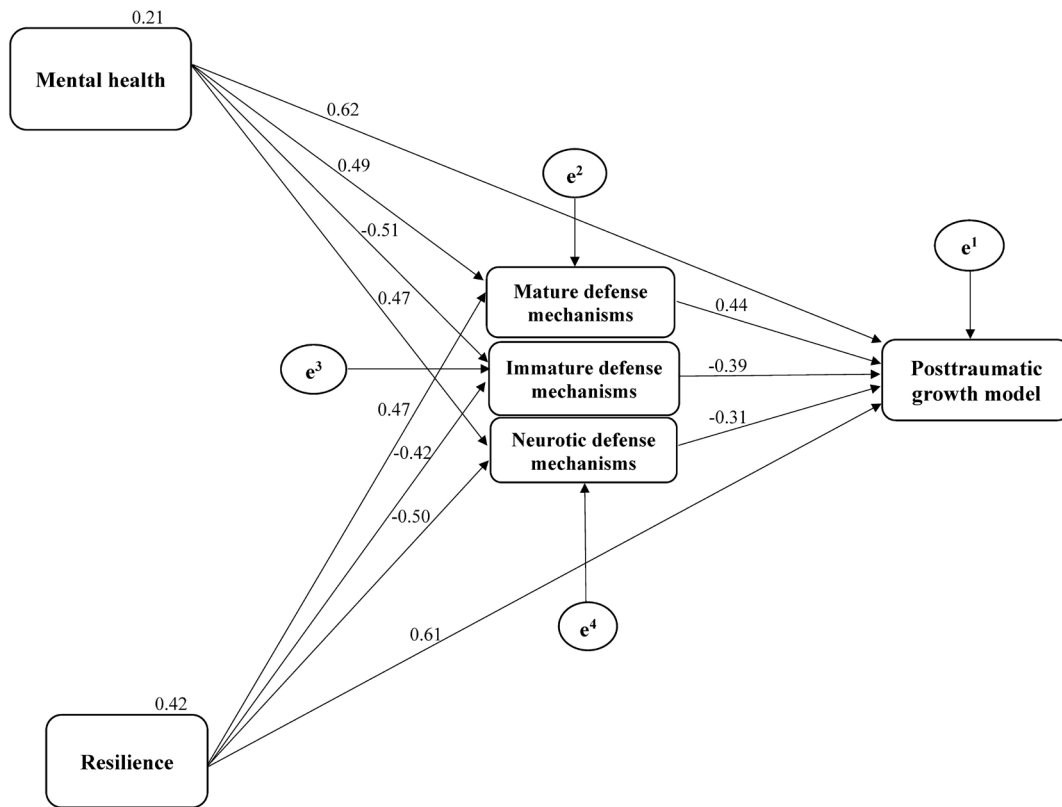 0.21
Mental health
0.62
0.49
e²
-0.51
e¹
0.47
Mature defense
mechanisms
0.44
e³
Immature defense
mechanisms
-0.39
Posttraumatic
growth model
0.47
-0.31
Neurotic defense
mechanisms
-0.42
-0.50
e⁴
0.61
0.42
Resilience